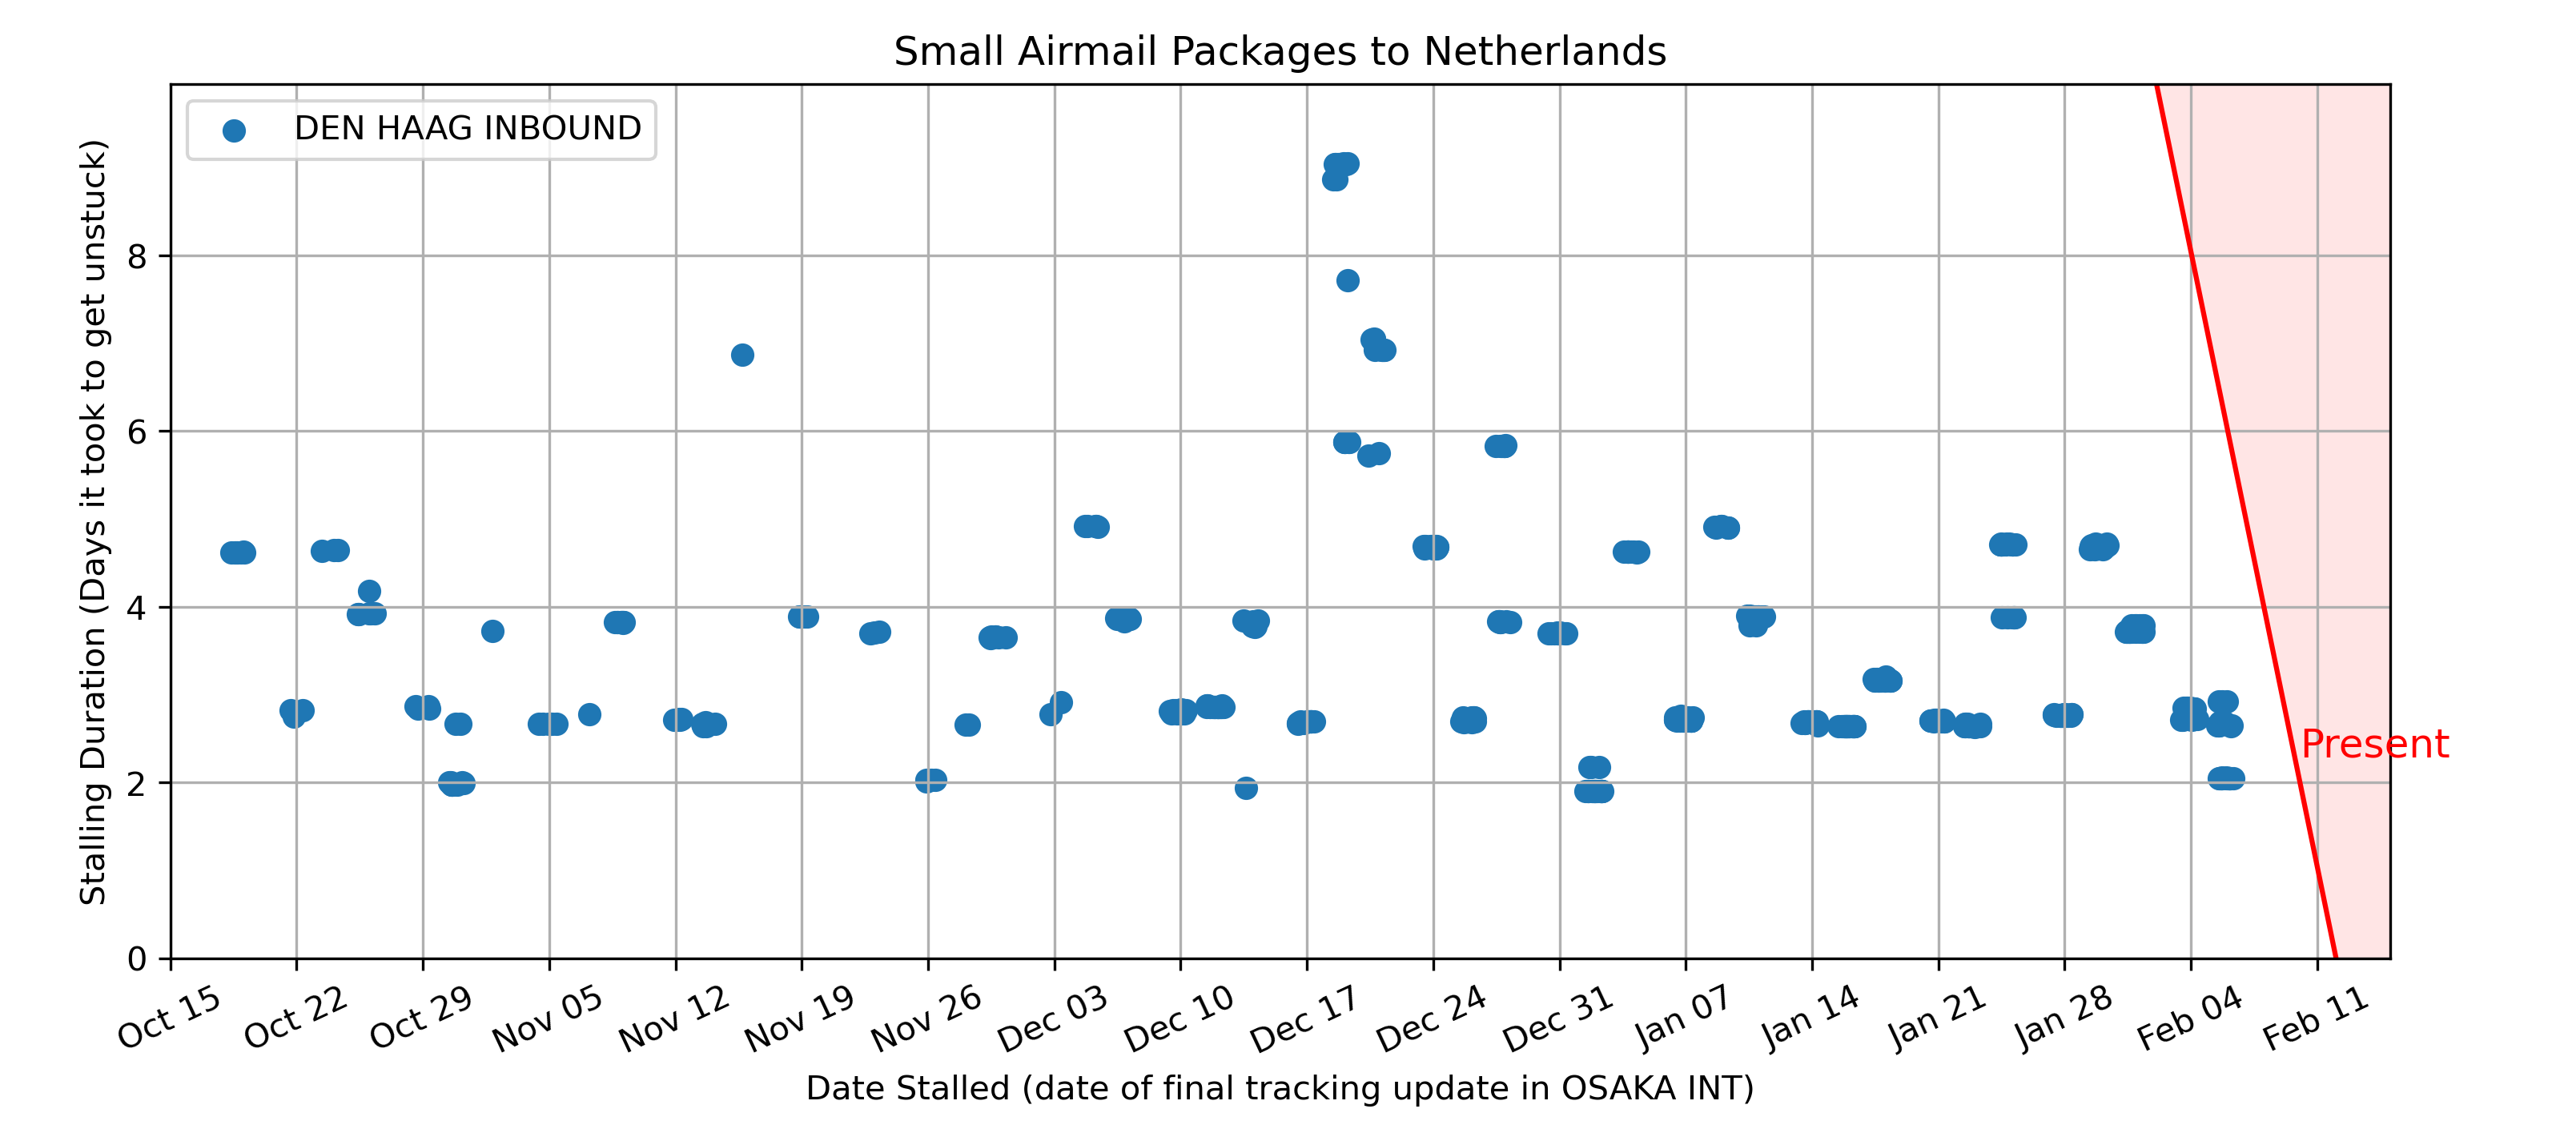 Small Airmail Packages to Netherlands
DEN HAAG INBOUND
Stalling Duration (Days it took to get unstuck)
8
6
4
2
0
Present
Oct 15
Oct 22
Oct 29
Nov 05
Nov 12
Nov 19
Nov 26
Dec 03
Dec 10
Dec 17
Dec 24
Dec 31
Jan 07
Jan 14
Jan 21
Jan 28
Feb 04
Feb 11
Date Stalled (date of final tracking update in OSAKA INT)